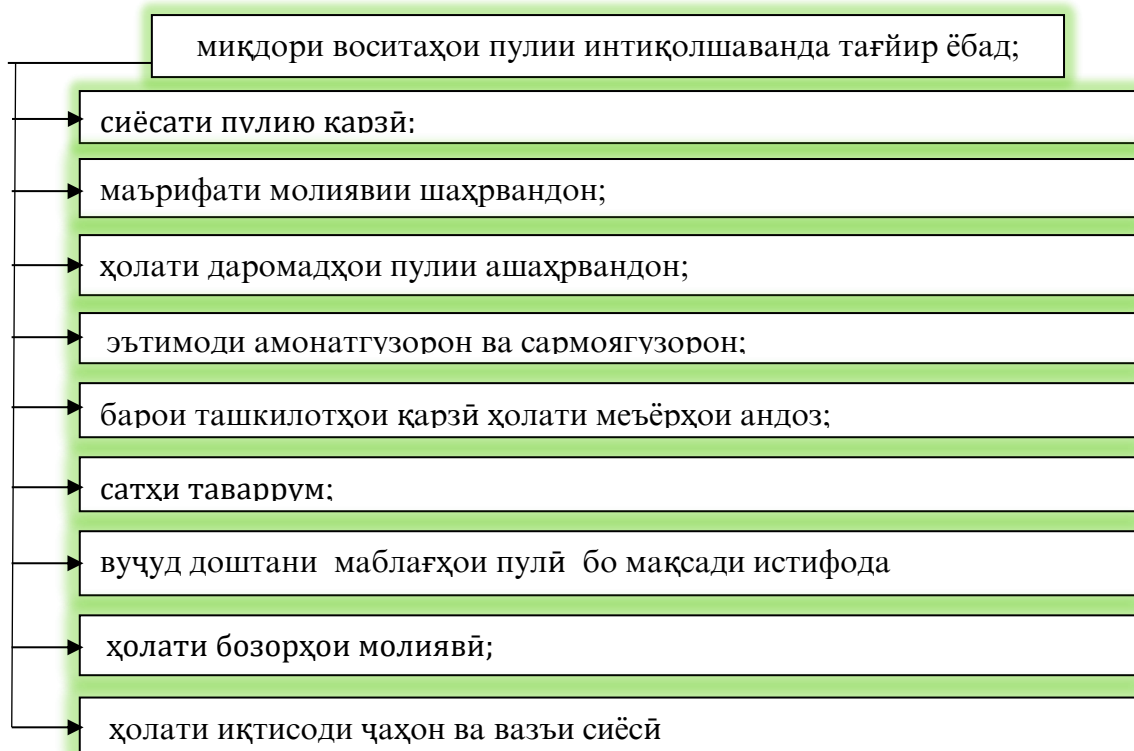 миқдори воситаҳои пулии интиқолшаванда тағйир ёбад;
сиёсати пулию қарзӣ;
маърифати молиявии шаҳрвандон;
ҳолати даромадҳои пулии ашаҳрвандон;
эътимоди амонатгузорон ва сармоягузорон;
барои ташкилотҳои қарзӣ ҳолати меъёрҳои андоз;
сатҳи таваррум;
вуҷуд доштани маблағҳои пулӣ бо мақсади истифода
ҳолати бозорҳои молиявӣ;
ҳолати иқтисоди ҷаҳон ва вазъи сиёсӣ